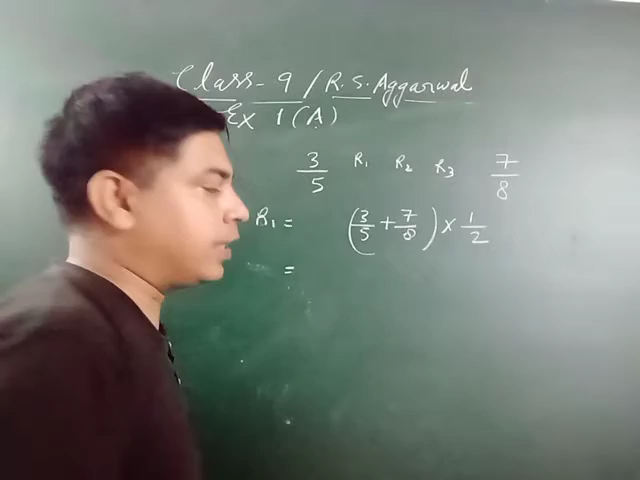 Class-9 / R.S. Aggarwal
Ex 1(A)
3/5 R₁ R₂ R₃ 7/8
R₁ = (3/5 + 7/8) × 1/2
=